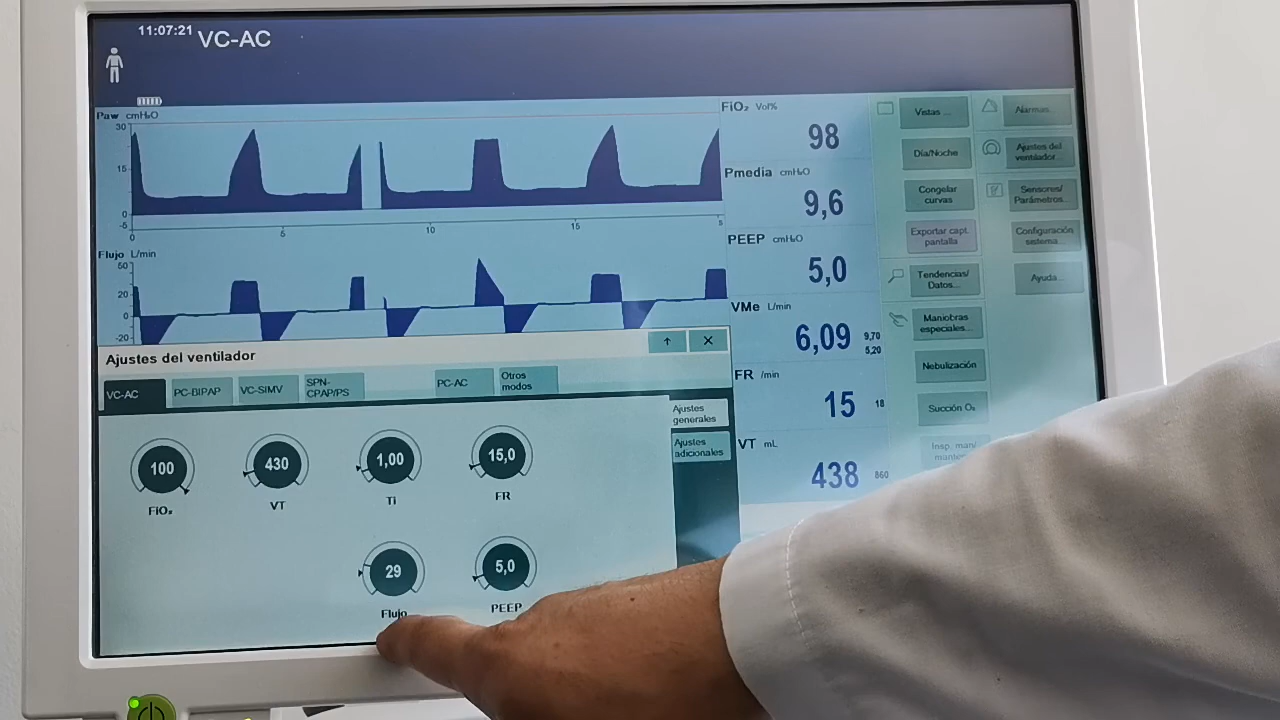 11:07:21 VC-AC
Paw cmH₂O
30
15
0
-5
0
5
10
15
s
Flujo L/min
50
20
0
-20
FiO₂ Vol%
98
Pmedia cmH₂O
9,6
PEEP cmH₂O
5,0
VMe L/min
6,09 9,70
5,20
FR /min
15 18
VT mL
438 860
Vistas ...
Día/Noche
Congelar
curvas
Exportar capt.
pantalla
Tendencias/
Datos...
Maniobras
especiales...
Nebulización
Succión O₂
Insp. man/
Alarmas...
Ajustes del
ventilador...
Sensores/
Parámetros...
Configuración
sistema...
Ayuda...
Ajustes del ventilador
VC-AC
PC-BIPAP
VC-SIMV
SPN-
CPAP/PS
PC-AC
Otros
modos
Ajustes
generales
Ajustes
adicionales
100
FiO₂
430
VT
1,00
Ti
15,0
FR
29
Flujo
5,0
PEEP